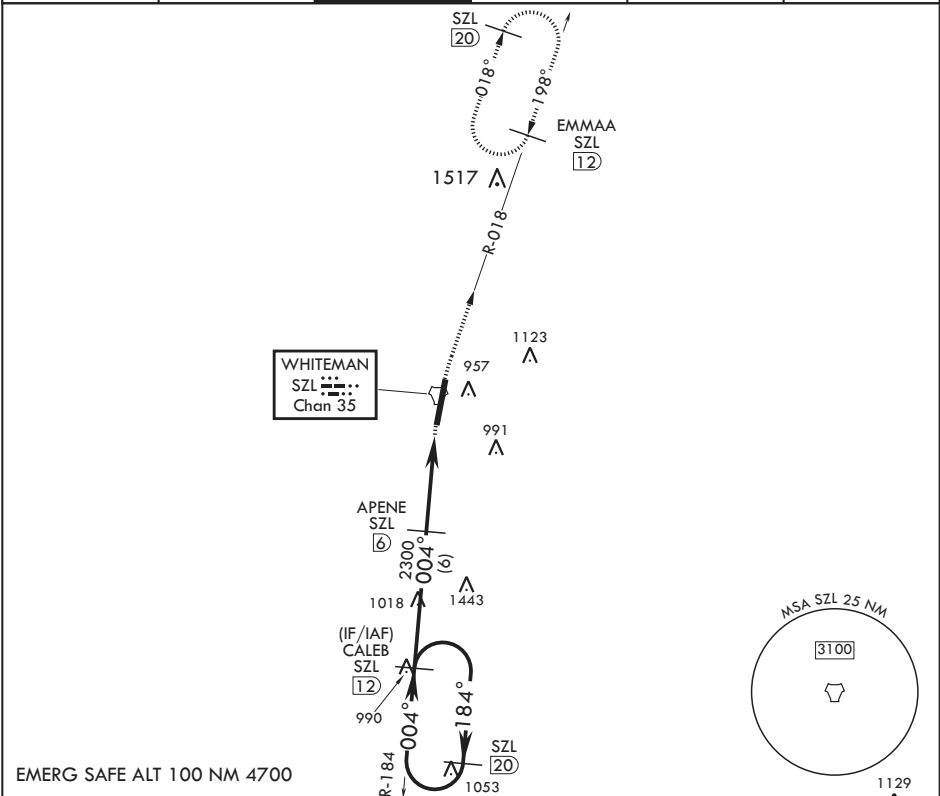 SZL
20
018°
198°
EMMAA
SZL
12
1517
R-018
1123
WHITEMAN
SZL
Chan 35
957
991
APENE
SZL
6
2300
004°
(6)
1018
1443
(IF/IAF)
CALEB
SZL
12
990
004°
184°
R-184
SZL
20
1053
MSA SZL 25 NM
3100
1129
EMERG SAFE ALT 100 NM 4700